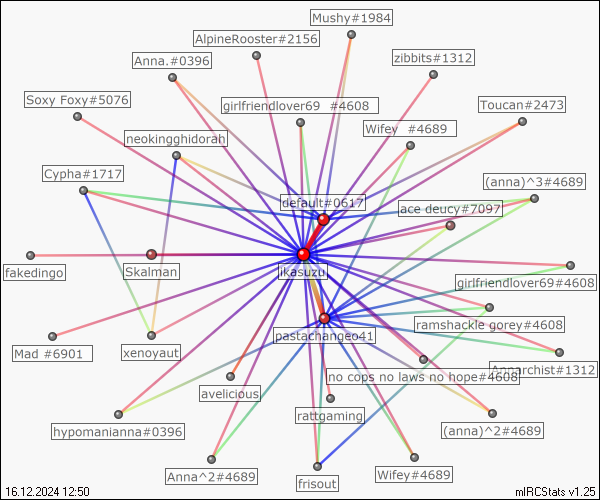 Mushy#1984
AlpineRooster#2156
Anna.#0396
zibbits#1312
Soxy Foxy#5076
girlfriendlover69 #4608
Toucan#2473
neokingghidorah
Wifey #4689
Cypha#1717
(anna)^3#4689
default#0617
ace deucy#7097
fakedingo
Skalman
ikasuzu
girlfriendlover69#4608
ramshackle gorey#4608
pastachangeo41
Mad #6901
xenoyaut
Annarchist#1312
no cops no laws no hope#4608
avelicious
rattgaming
hypomanianna#0396
(anna)^2#4689
Anna^2#4689
frisout
Wifey#4689
16.12.2024 12:50
mIRCStats v1.25